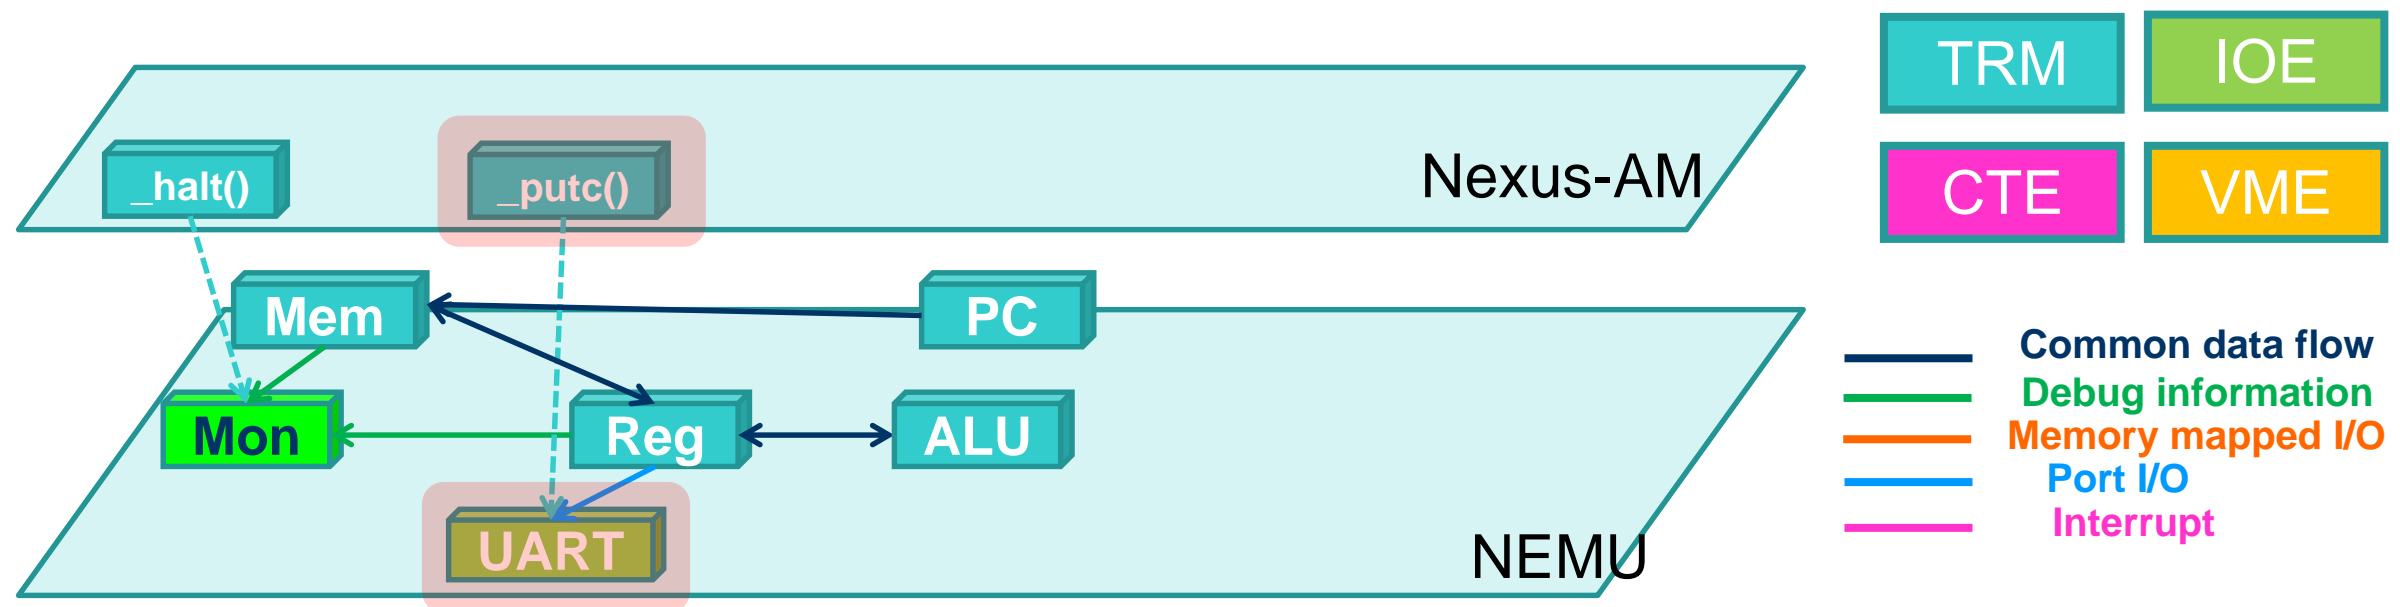 TRM
IOE
_halt()
_putc()
Nexus-AM
CTE
VME
Mem
PC
Common data flow
Debug information
Mon
Reg
ALU
Memory mapped I/O
Port I/O
Interrupt
UART
NEMU